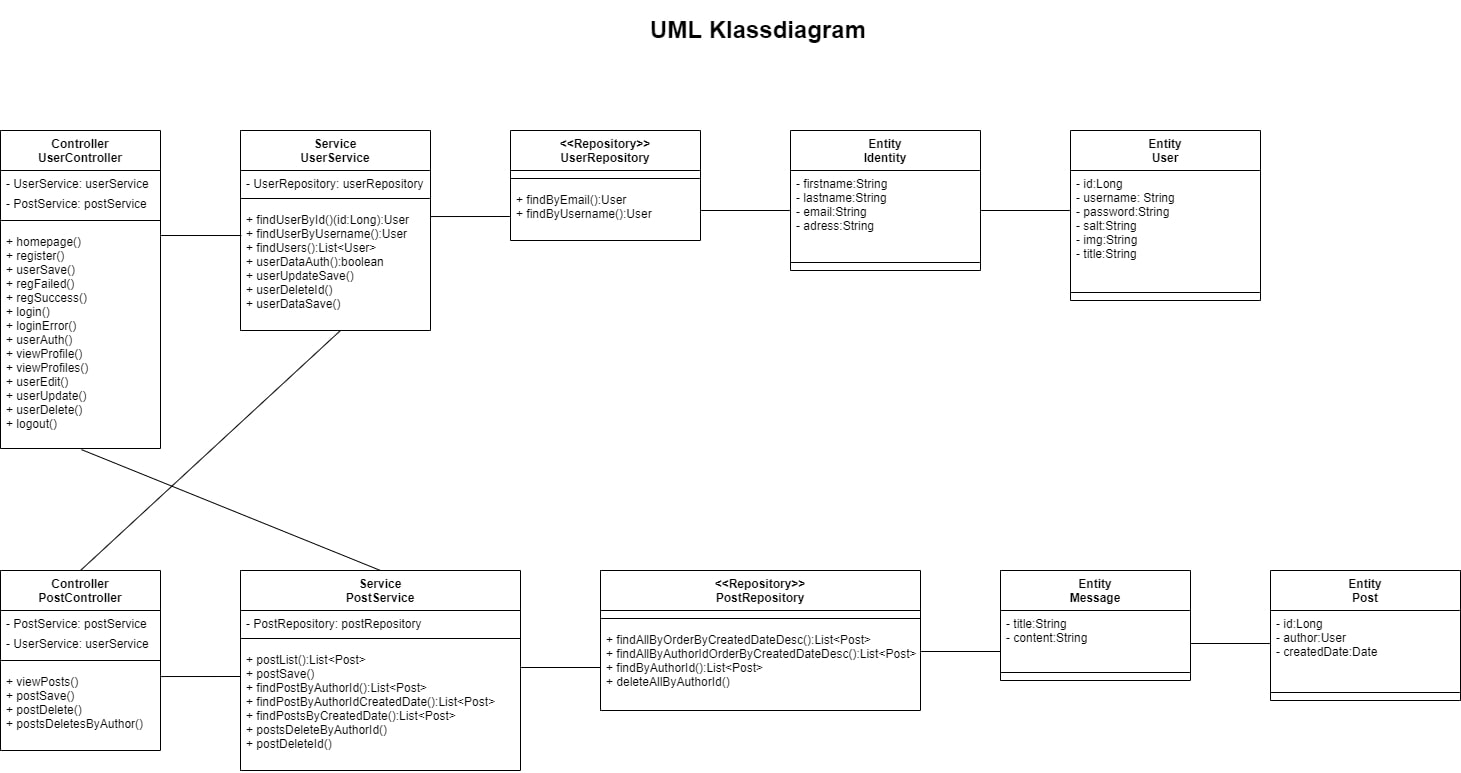 UML Klassdiagram
Controller
UserController
- UserService: userService
- PostService: postService
+ homepage()
+ register()
+ userSave()
+ regFailed()
+ regSuccess()
+ login()
+ loginError()
+ userAuth()
+ viewProfile()
+ viewProfiles()
+ userEdit()
+ userUpdate()
+ userDelete()
+ logout()
Service
UserService
- UserRepository: userRepository
+ findUserById()(id:Long):User
+ findUserByUsername():User
+ findUsers():List<User>
+ userDataAuth():boolean
+ userUpdateSave()
+ userDeleteId()
+ userDataSave()
<<Repository>>
UserRepository
+ findByEmail():User
+ findByUsername():User
Entity
Identity
- firstname:String
- lastname:String
- email:String
- adress:String
Entity
User
- id:Long
- username: String
- password:String
- salt:String
- img:String
- title:String
Controller
PostController
- PostService: postService
- UserService: userService
+ viewPosts()
+ postSave()
+ postDelete()
+ postsDeletesByAuthor()
Service
PostService
- PostRepository: postRepository
+ postList():List<Post>
+ postSave()
+ findPostByAuthorId():List<Post>
+ findPostByAuthorIdCreatedDate():List<Post>
+ findPostsByCreatedDate():List<Post>
+ postsDeleteByAuthorId()
+ postDeleteId()
<<Repository>>
PostRepository
+ findAllByOrderByCreatedDateDesc():List<Post>
+ findAllByAuthorIdOrderByCreatedDateDesc():List<Post>
+ findByAuthorId():List<Post>
+ deleteAllByAuthorId()
Entity
Message
- title:String
- content:String
Entity
Post
- id:Long
- author:User
- createdDate:Date